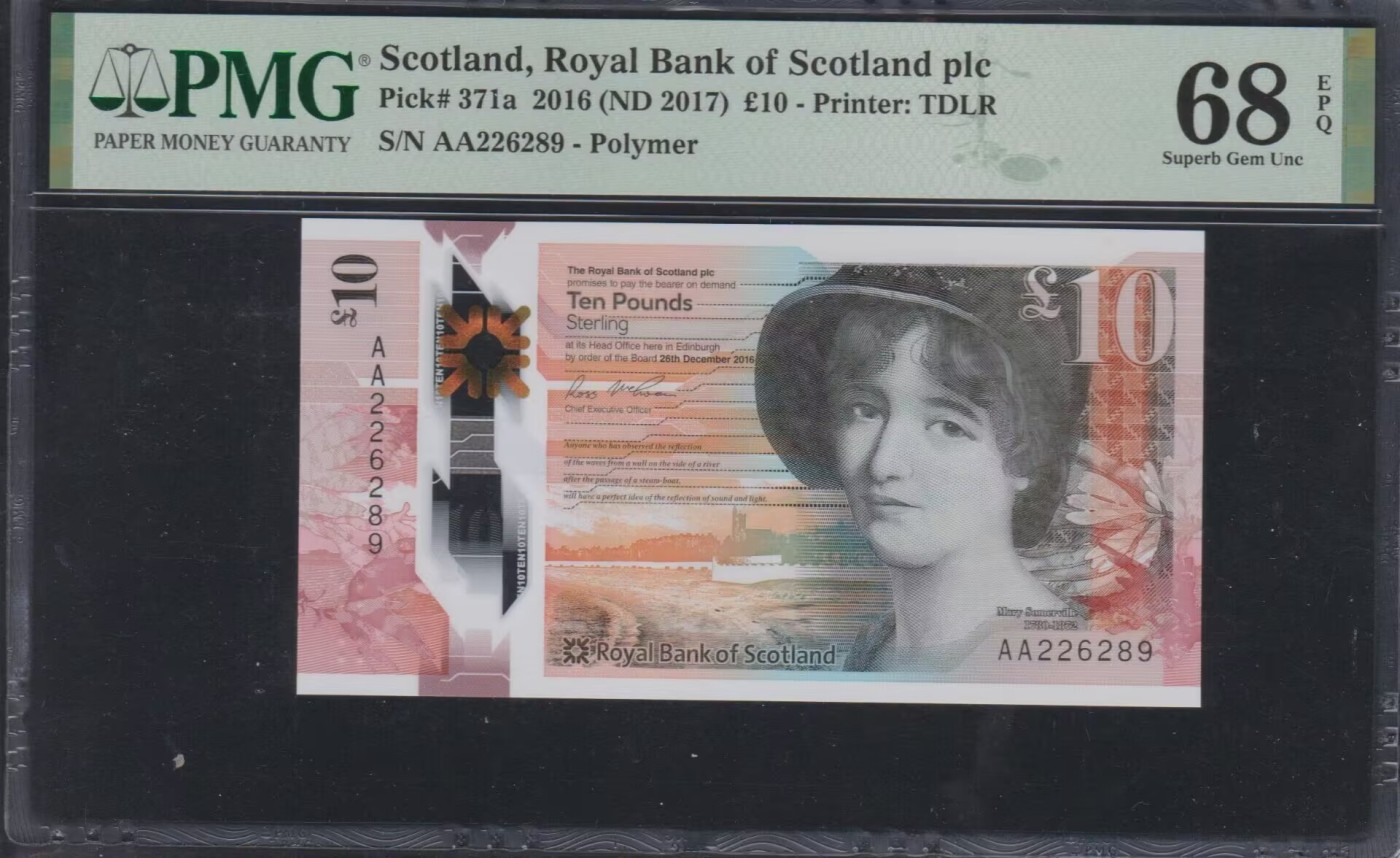 PMG®
PAPER MONEY GUARANTY
Scotland, Royal Bank of Scotland plc
Pick# 371a 2016 (ND 2017) £10 - Printer: TDLR
S/N AA226289 - Polymer
68
EPQ
Superb Gem Unc
£10
AA226289
TEN10TEN10TEN
10TEN10TEN10T
The Royal Bank of Scotland plc
promises to pay the bearer on demand
Ten Pounds
Sterling
at its Head Office here in Edinburgh
by order of the Board 26th December 2016
Chief Executive Officer
Anyone who has observed the reflection
of the waves from a wall on the side of a river
after the passage of a steam-boat,
will have a perfect idea of the reflection of sound and light.
£10
Mary Somerville
1780-1872
Royal Bank of Scotland
AA226289